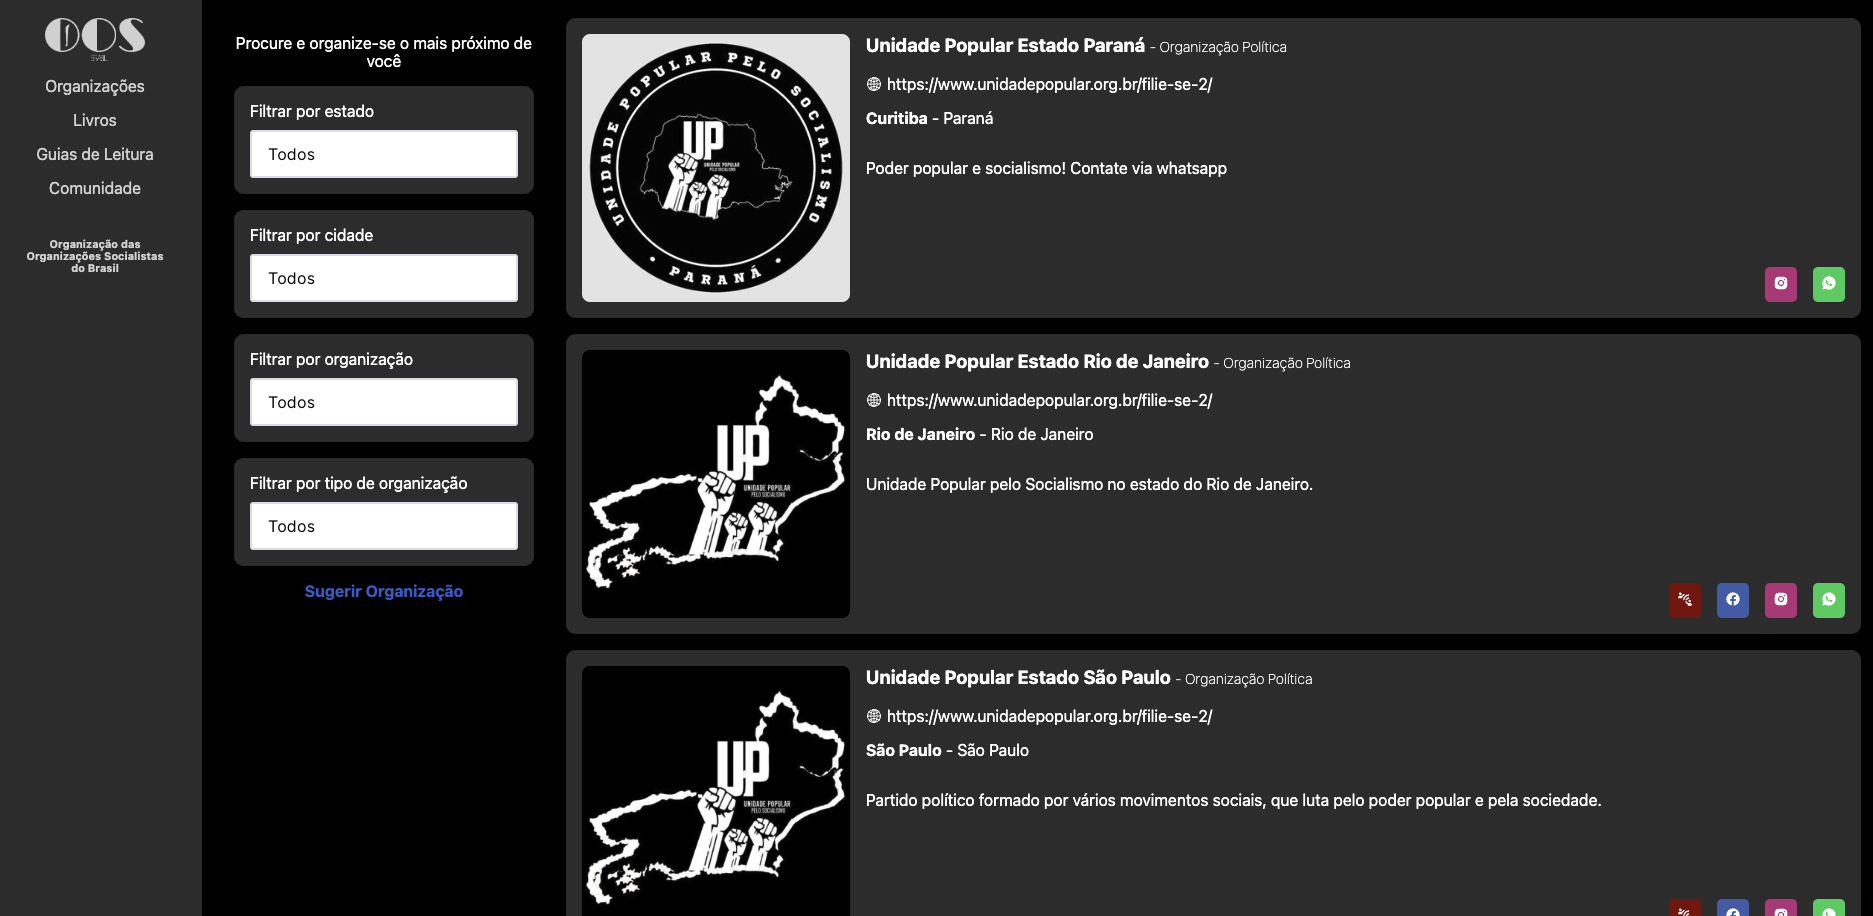 OOS
Organizações
Livros
Guias de Leitura
Comunidade
Organização das
Organizações Socialistas
do Brasil
Procure e organize-se o mais próximo de
você
Filtrar por estado
Todos
Filtrar por cidade
Todos
Filtrar por organização
Todos
Filtrar por tipo de organização
Todos
Sugerir Organização
UNIDADE POPULAR PELO SOCIALISMO
UP
UNIDADE POPULAR
PELO SOCIALISMO
• PARANÁ •
Unidade Popular Estado Paraná - Organização Política
https://www.unidadepopular.org.br/filie-se-2/
Curitiba - Paraná
Poder popular e socialismo! Contate via whatsapp
UP
UNIDADE POPULAR
PELO SOCIALISMO
Unidade Popular Estado Rio de Janeiro - Organização Política
https://www.unidadepopular.org.br/filie-se-2/
Rio de Janeiro - Rio de Janeiro
Unidade Popular pelo Socialismo no estado do Rio de Janeiro.
UP
UNIDADE POPULAR
PELO SOCIALISMO
Unidade Popular Estado São Paulo - Organização Política
https://www.unidadepopular.org.br/filie-se-2/
São Paulo - São Paulo
Partido político formado por vários movimentos sociais, que luta pelo poder popular e pela sociedade.